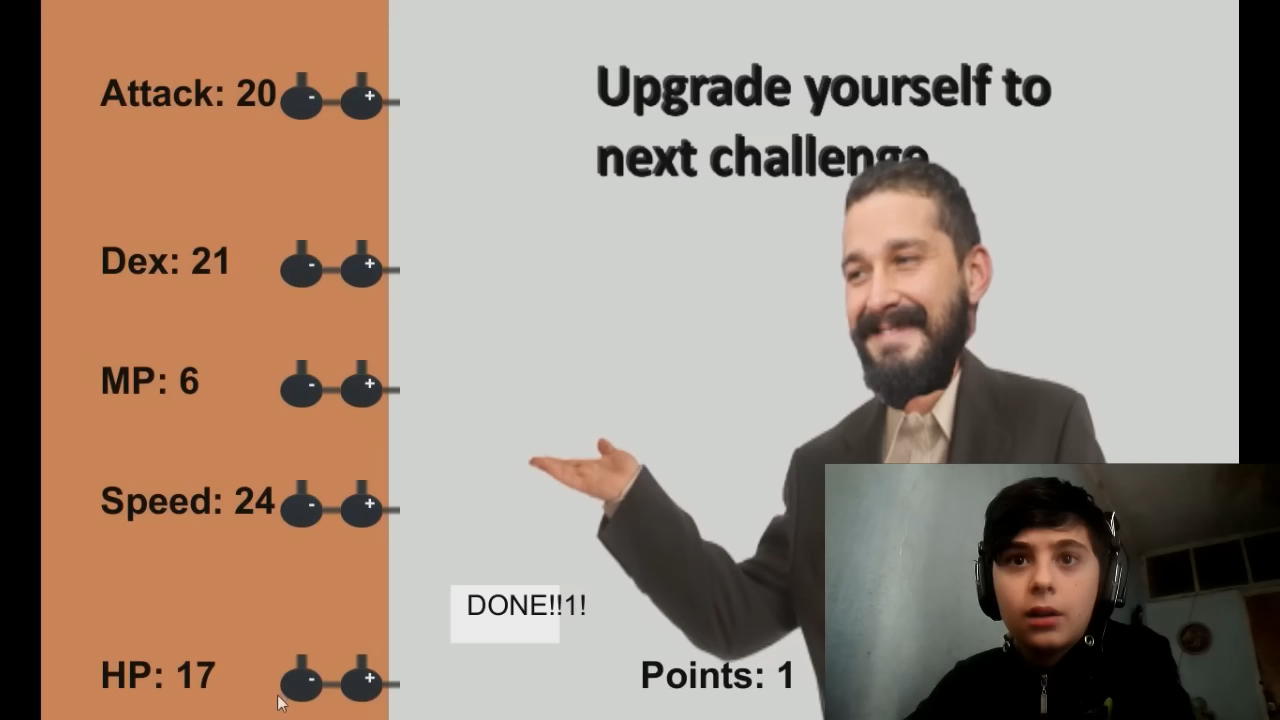 Attack: 20 - +
Upgrade yourself to
next challenge
Dex: 21 - +
MP: 6 - +
Speed: 24 - +
DONE!!1!
HP: 17 - +
Points: 1